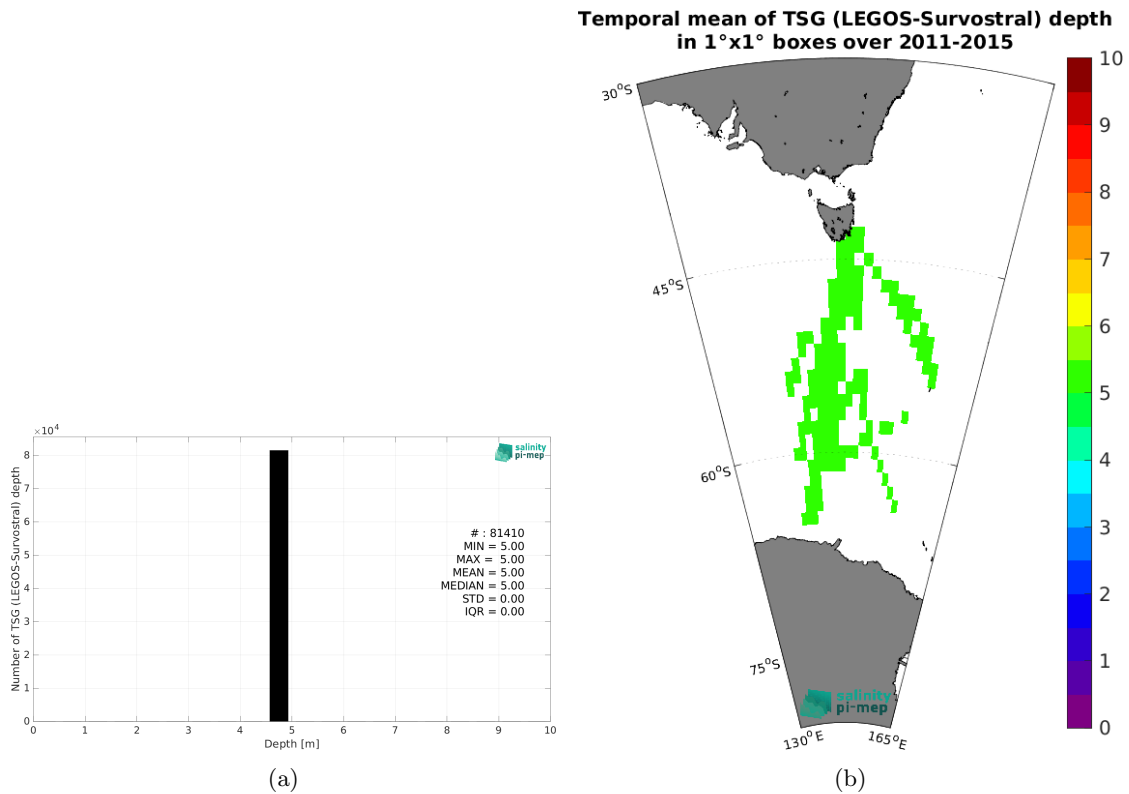 ×10⁴
8
7
6
5
4
3
2
1
0
Number of TSG (LEGOS-Survostral) depth
0 1 2 3 4 5 6 7 8 9 10
Depth [m]
salinity
pi-mep
# : 81410
MIN = 5.00
MAX = 5.00
MEAN = 5.00
MEDIAN = 5.00
STD = 0.00
IQR = 0.00
(a)
Temporal mean of TSG (LEGOS-Survostral) depth
in 1°x1° boxes over 2011-2015
30°S
45°S
60°S
75°S
130°E
165°E
salinity
pi-mep
10
9
8
7
6
5
4
3
2
1
0
(b)